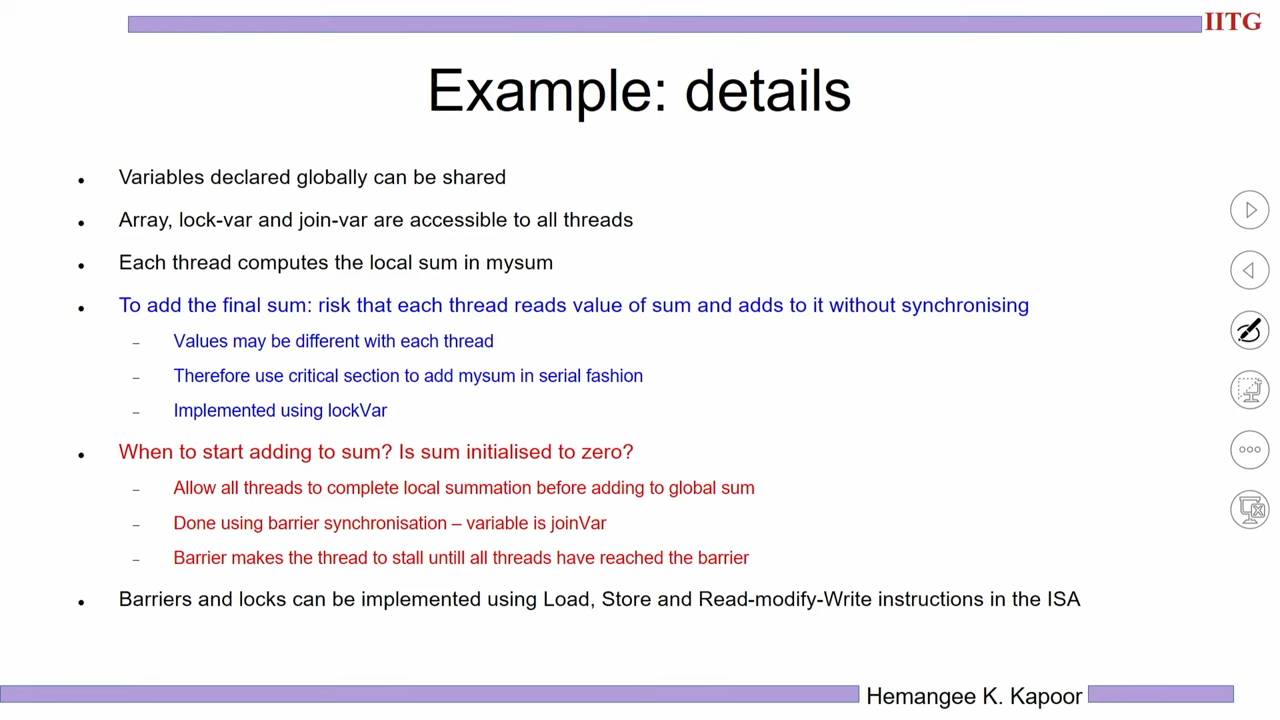 IITG
Example: details
• Variables declared globally can be shared
• Array, lock-var and join-var are accessible to all threads
• Each thread computes the local sum in mysum
• To add the final sum: risk that each thread reads value of sum and adds to it without synchronising
– Values may be different with each thread
– Therefore use critical section to add mysum in serial fashion
– Implemented using lockVar
• When to start adding to sum? Is sum initialised to zero?
– Allow all threads to complete local summation before adding to global sum
– Done using barrier synchronisation – variable is joinVar
– Barrier makes the thread to stall untill all threads have reached the barrier
• Barriers and locks can be implemented using Load, Store and Read-modify-Write instructions in the ISA
Hemangee K. Kapoor